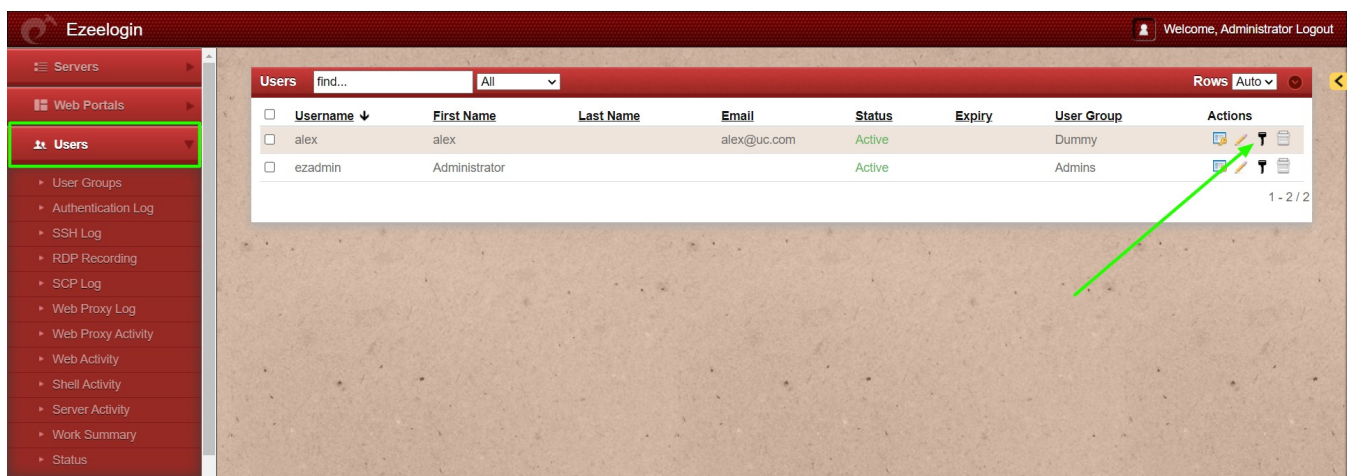 Ezeelogin
Welcome, Administrator Logout
Servers
Web Portals
Users
User Groups
Authentication Log
SSH Log
RDP Recording
SCP Log
Web Proxy Log
Web Proxy Activity
Web Activity
Shell Activity
Server Activity
Work Summary
Status
Users find... All Rows Auto
Username First Name Last Name Email Status Expiry User Group Actions
alex alex alex@uc.com Active Dummy
ezadmin Administrator Active Admins
1 - 2 / 2